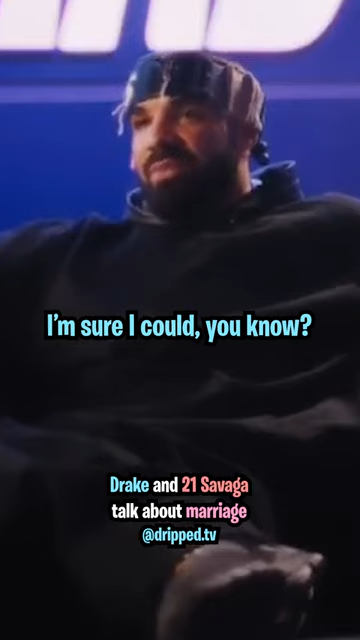 I'm sure I could, you know?
Drake and 21 Savaga
talk about marriage
@dripped.tv